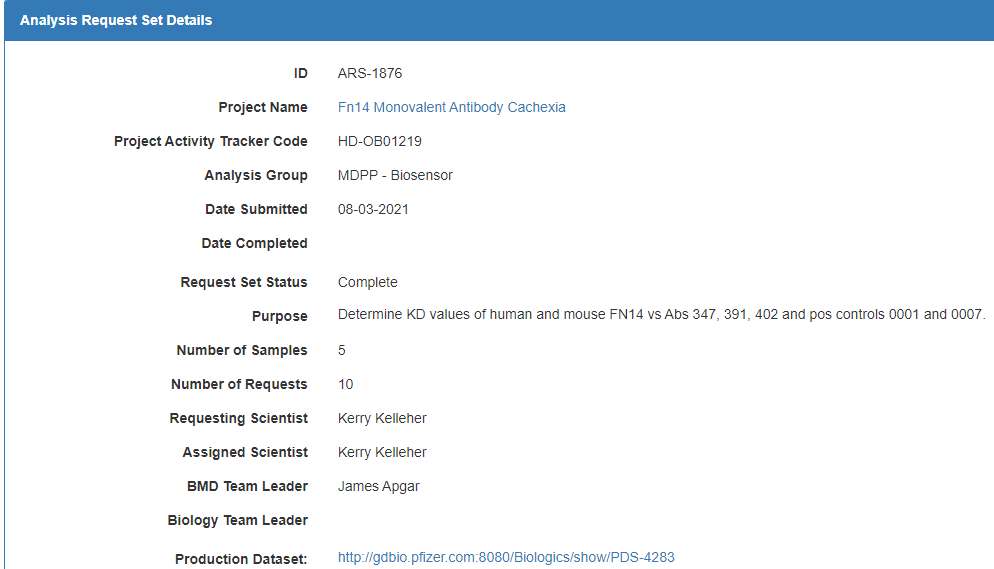 Analysis Request Set Details
ID ARS-1876
Project Name Fn14 Monovalent Antibody Cachexia
Project Activity Tracker Code HD-OB01219
Analysis Group MDPP - Biosensor
Date Submitted 08-03-2021
Date Completed
Request Set Status Complete
Purpose Determine KD values of human and mouse FN14 vs Abs 347, 391, 402 and pos controls 0001 and 0007.
Number of Samples 5
Number of Requests 10
Requesting Scientist Kerry Kelleher
Assigned Scientist Kerry Kelleher
BMD Team Leader James Apgar
Biology Team Leader
Production Dataset: http://gdbio.pfizer.com:8080/Biologics/show/PDS-4283